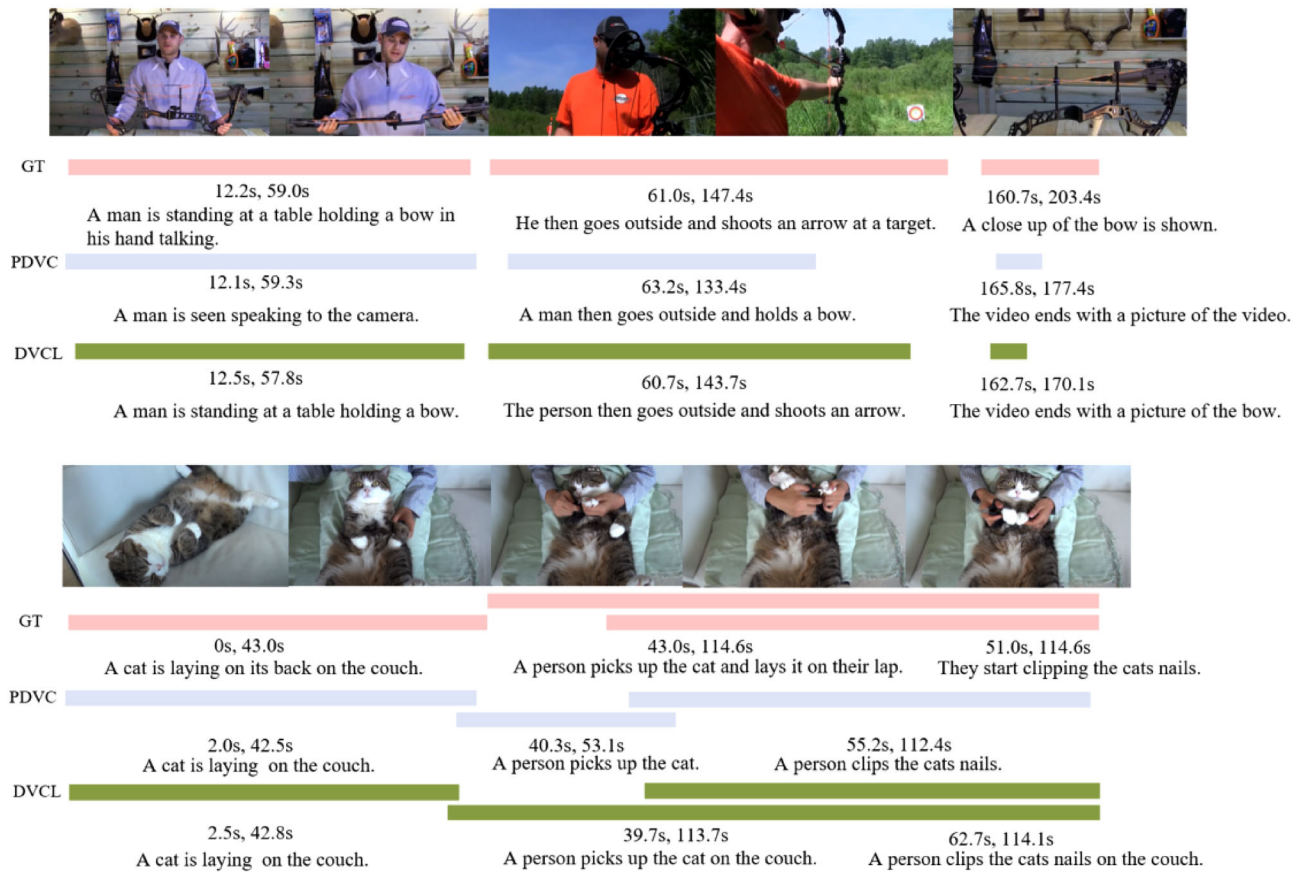 GT
12.2s, 59.0s
A man is standing at a table holding a bow in
his hand talking.
61.0s, 147.4s
He then goes outside and shoots an arrow at a target.
160.7s, 203.4s
A close up of the bow is shown.
PDVC
12.1s, 59.3s
A man is seen speaking to the camera.
63.2s, 133.4s
A man then goes outside and holds a bow.
165.8s, 177.4s
The video ends with a picture of the video.
DVCL
12.5s, 57.8s
A man is standing at a table holding a bow.
60.7s, 143.7s
The person then goes outside and shoots an arrow.
162.7s, 170.1s
The video ends with a picture of the bow.
GT
0s, 43.0s
A cat is laying on its back on the couch.
43.0s, 114.6s
A person picks up the cat and lays it on their lap.
51.0s, 114.6s
They start clipping the cats nails.
PDVC
2.0s, 42.5s
A cat is laying on the couch.
40.3s, 53.1s
A person picks up the cat.
55.2s, 112.4s
A person clips the cats nails.
DVCL
2.5s, 42.8s
A cat is laying on the couch.
39.7s, 113.7s
A person picks up the cat on the couch.
62.7s, 114.1s
A person clips the cats nails on the couch.